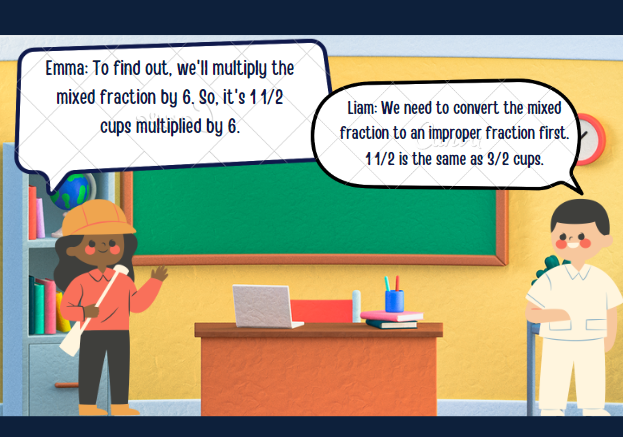 Emma: To find out, we'll multiply the
mixed fraction by 6. So, it's 1 1/2
cups multiplied by 6.
Liam: We need to convert the mixed
fraction to an improper fraction first.
1 1/2 is the same as 3/2 cups.